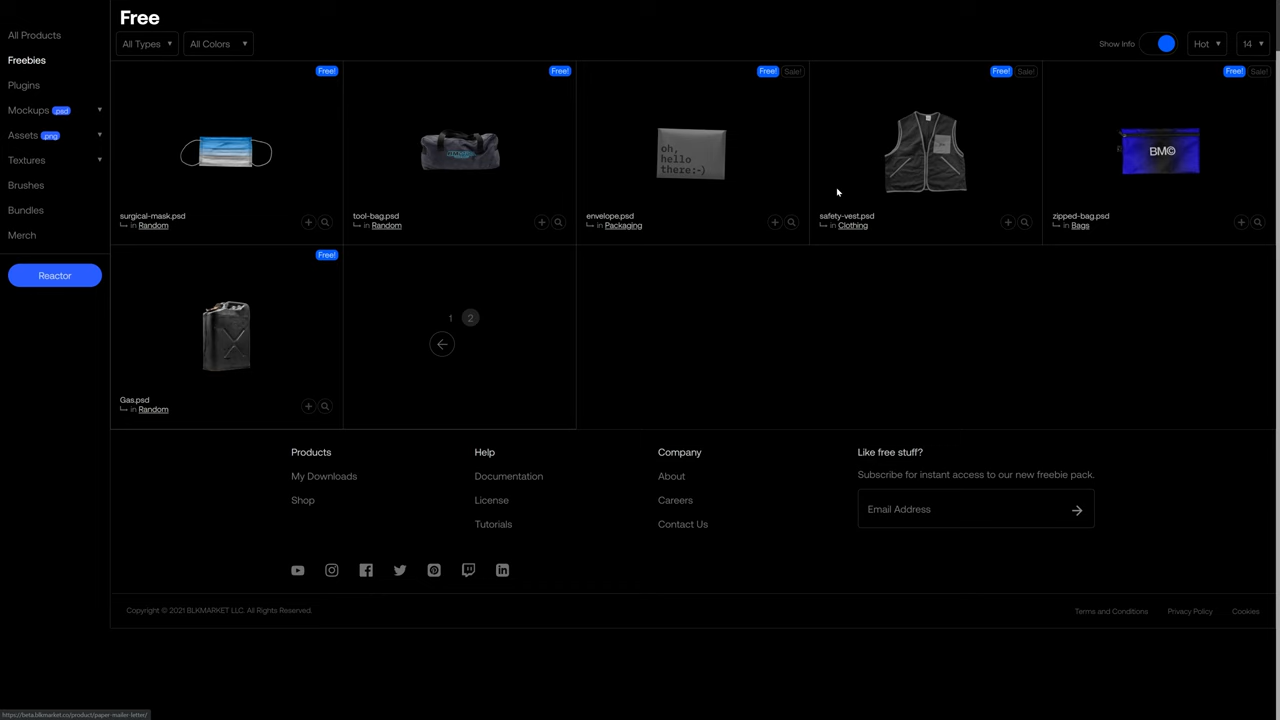 Free
All Products
Freebies
Plugins
Mockups .psd
Assets .png
Textures
Brushes
Bundles
Merch
Reactor
All Types
All Colors
Show Info
Hot
14
Free!
surgical-mask.psd
in Random
Free!
tool-bag.psd
in Random
Free! Sale!
oh,
hello
there:-)
envelope.psd
in Packaging
Free! Sale!
safety-vest.psd
in Clothing
Free! Sale!
BM©
zipped-bag.psd
in Bags
Free!
Gas.psd
in Random
1 2
Products
My Downloads
Shop
Help
Documentation
License
Tutorials
Company
About
Careers
Contact Us
Like free stuff?
Subscribe for instant access to our new freebie pack.
Email Address
Copyright © 2021 BLKMARKET LLC. All Rights Reserved.
Terms and Conditions
Privacy Policy
Cookies
https://beta.blkmarket.co/product/paper-mailer-letter/